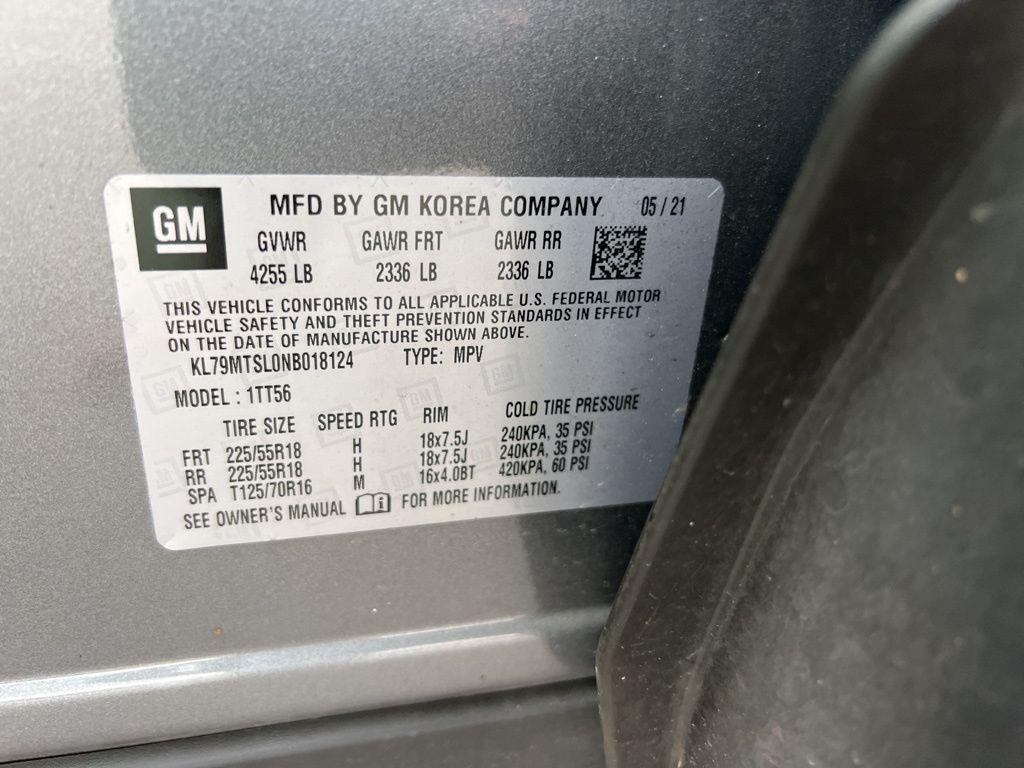 GM
MFD BY GM KOREA COMPANY 05 / 21
GVWR GAWR FRT GAWR RR
4255 LB 2336 LB 2336 LB
THIS VEHICLE CONFORMS TO ALL APPLICABLE U.S. FEDERAL MOTOR
VEHICLE SAFETY AND THEFT PREVENTION STANDARDS IN EFFECT
ON THE DATE OF MANUFACTURE SHOWN ABOVE.
KL79MTSL0NB018124 TYPE: MPV
MODEL : 1TT56
TIRE SIZE SPEED RTG RIM COLD TIRE PRESSURE
FRT 225/55R18 H 18x7.5J 240KPA, 35 PSI
RR 225/55R18 H 18x7.5J 240KPA, 35 PSI
SPA T125/70R16 M 16x4.0BT 420KPA, 60 PSI
SEE OWNER'S MANUAL i FOR MORE INFORMATION.